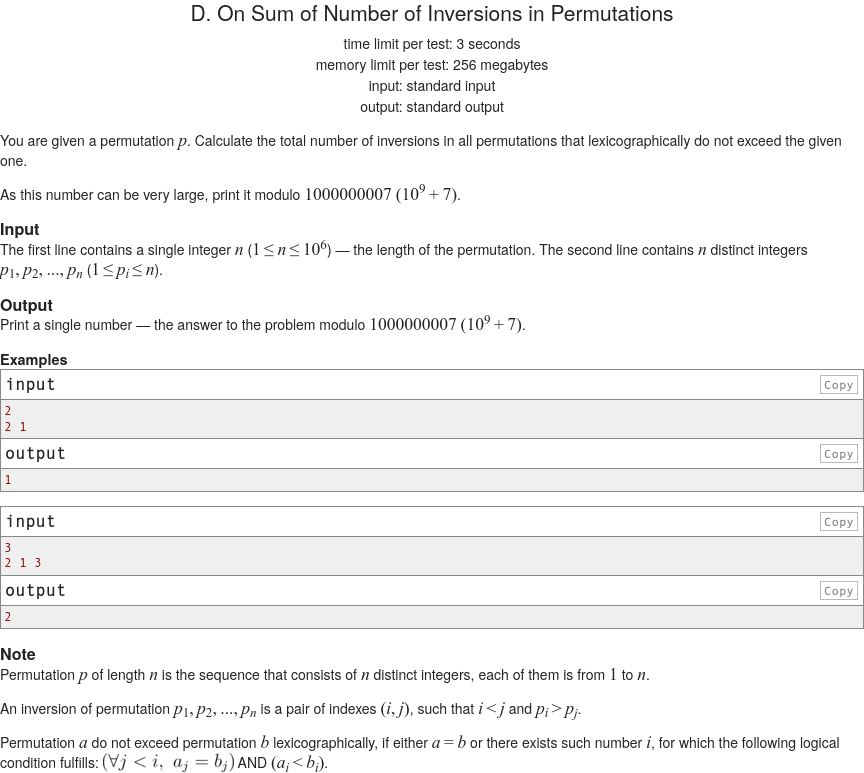 D. On Sum of Number of Inversions in Permutations
time limit per test: 3 seconds
memory limit per test: 256 megabytes
input: standard input
output: standard output
You are given a permutation p. Calculate the total number of inversions in all permutations that lexicographically do not exceed the given
one.
As this number can be very large, print it modulo 1000000007 (10^9 + 7).
Input
The first line contains a single integer n (1 ≤ n ≤ 10^6) — the length of the permutation. The second line contains n distinct integers
p_1, p_2, ..., p_n (1 ≤ p_i ≤ n).
Output
Print a single number — the answer to the problem modulo 1000000007 (10^9 + 7).
Examples
input Copy
2
2 1
output Copy
1
input Copy
3
2 1 3
output Copy
2
Note
Permutation p of length n is the sequence that consists of n distinct integers, each of them is from 1 to n.
An inversion of permutation p_1, p_2, ..., p_n is a pair of indexes (i, j), such that i < j and p_i > p_j.
Permutation a do not exceed permutation b lexicographically, if either a = b or there exists such number i, for which the following logical
condition fulfills: (∀j < i, a_j = b_j) AND (a_i < b_i).